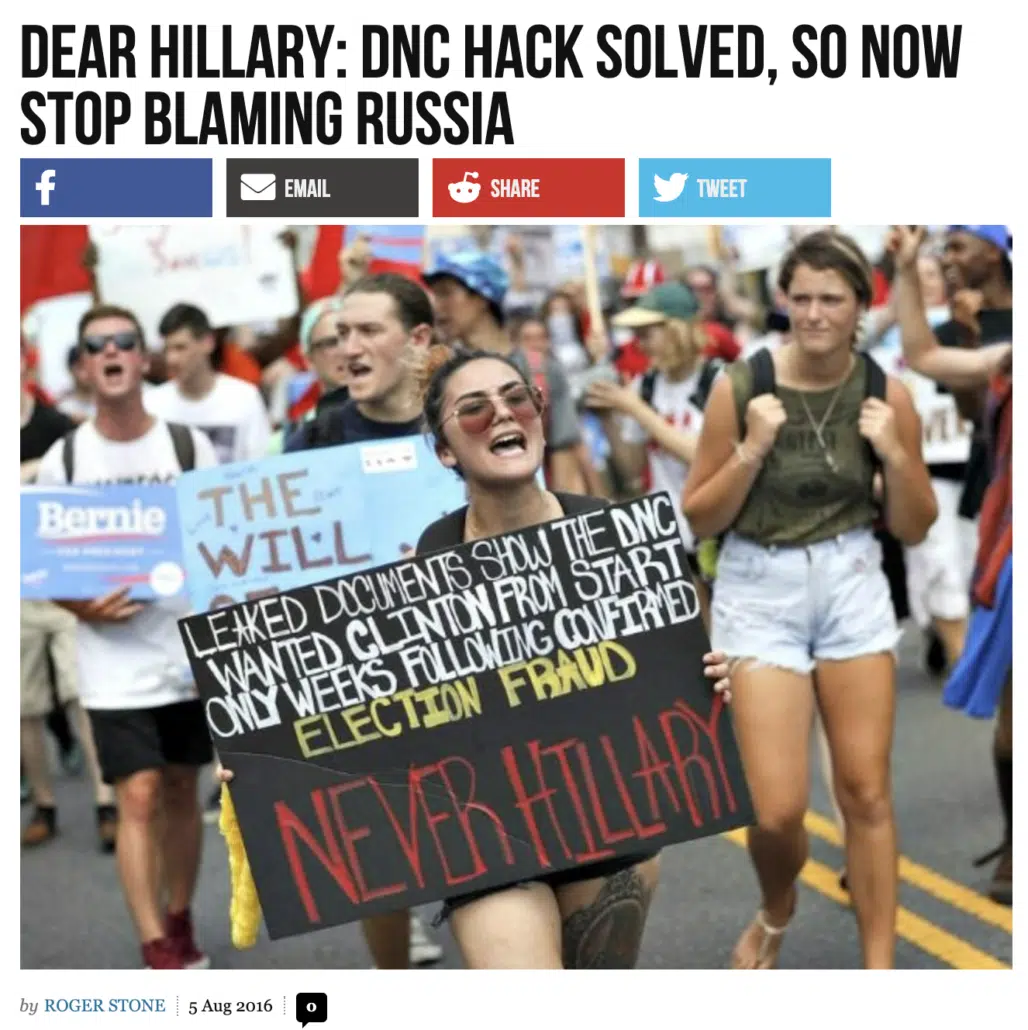 DEAR HILLARY: DNC HACK SOLVED, SO NOW
STOP BLAMING RUSSIA
EMAIL
SHARE
TWEET
Bernie
THE
WILL
LEAKED DOCUMENTS SHOW THE DNC
WANTED CLINTON FROM START
ONLY WEEKS FOLLOWING CONFIRMED
ELECTION FRAUD
NEVER HILLARY
by ROGER STONE
5 Aug 2016
0